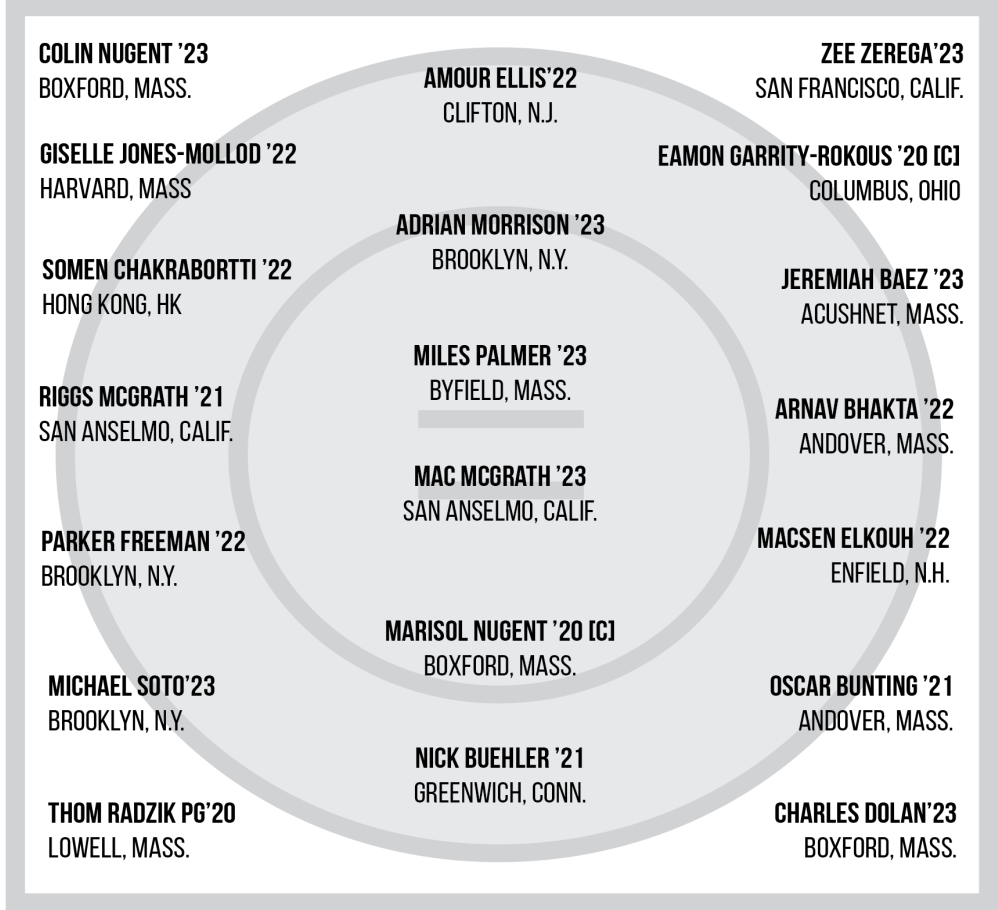 COLIN NUGENT ’23
BOXFORD, MASS.
GISELLE JONES-MOLLOD ’22
HARVARD, MASS
SOMEN CHAKRABORTTI ’22
HONG KONG, HK
RIGGS MCGRATH ’21
SAN ANSELMO, CALIF.
PARKER FREEMAN ’22
BROOKLYN, N.Y.
MICHAEL SOTO’23
BROOKLYN, N.Y.
THOM RADZIK PG’20
LOWELL, MASS.
AMOUR ELLIS’22
CLIFTON, N.J.
ADRIAN MORRISON ’23
BROOKLYN, N.Y.
MILES PALMER ’23
BYFIELD, MASS.
MAC MCGRATH ’23
SAN ANSELMO, CALIF.
MARISOL NUGENT ’20 [C]
BOXFORD, MASS.
NICK BUEHLER ’21
GREENWICH, CONN.
ZEE ZEREGA’23
SAN FRANCISCO, CALIF.
EAMON GARRITY-ROKOUS ’20 [C]
COLUMBUS, OHIO
JEREMIAH BAEZ ’23
ACUSHNET, MASS.
ARNAV BHAKTA ’22
ANDOVER, MASS.
MACSEN ELKOUH ’22
ENFIELD, N.H.
OSCAR BUNTING ’21
ANDOVER, MASS.
CHARLES DOLAN’23
BOXFORD, MASS.